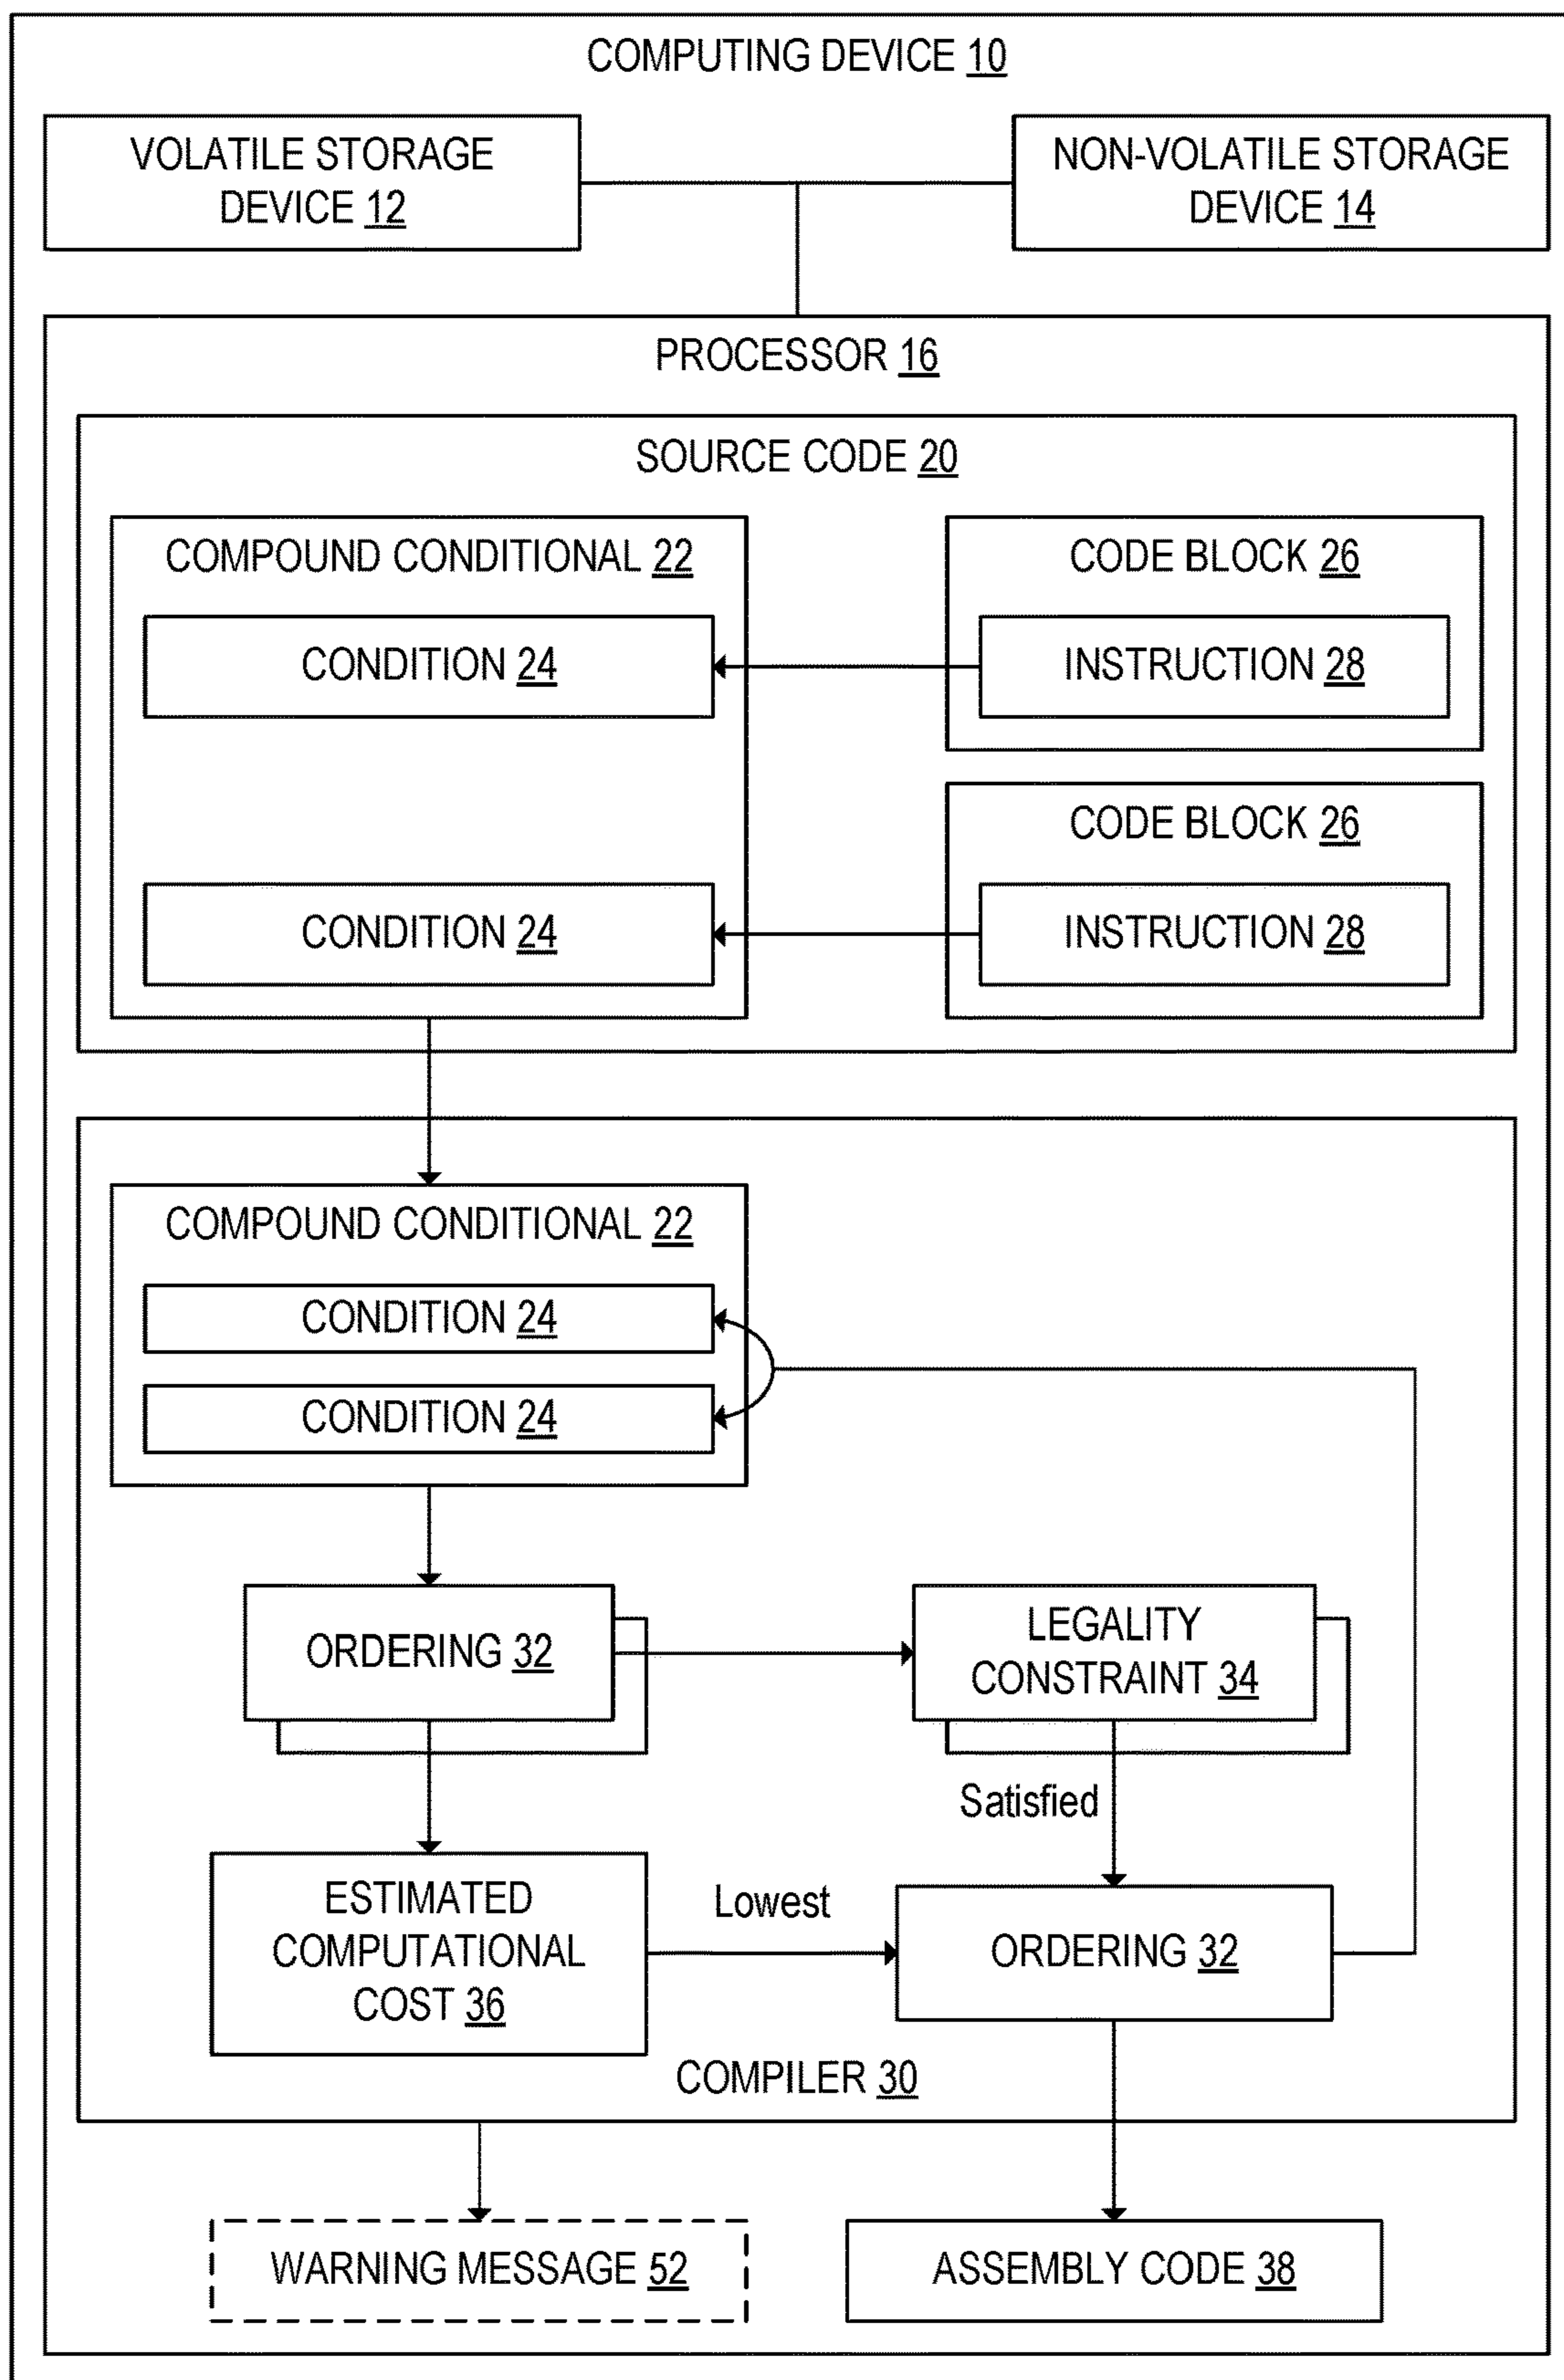 COMPUTING DEVICE 10
VOLATILE STORAGE
DEVICE 12
NON-VOLATILE STORAGE
DEVICE 14
PROCESSOR 16
SOURCE CODE 20
COMPOUND CONDITIONAL 22
CODE BLOCK 26
CONDITION 24
INSTRUCTION 28
CODE BLOCK 26
CONDITION 24
INSTRUCTION 28
COMPOUND CONDITIONAL 22
CONDITION 24
CONDITION 24
ORDERING 32
LEGALITY
CONSTRAINT 34
Satisfied
ESTIMATED
COMPUTATIONAL
COST 36
Lowest
ORDERING 32
COMPILER 30
WARNING MESSAGE 52
ASSEMBLY CODE 38